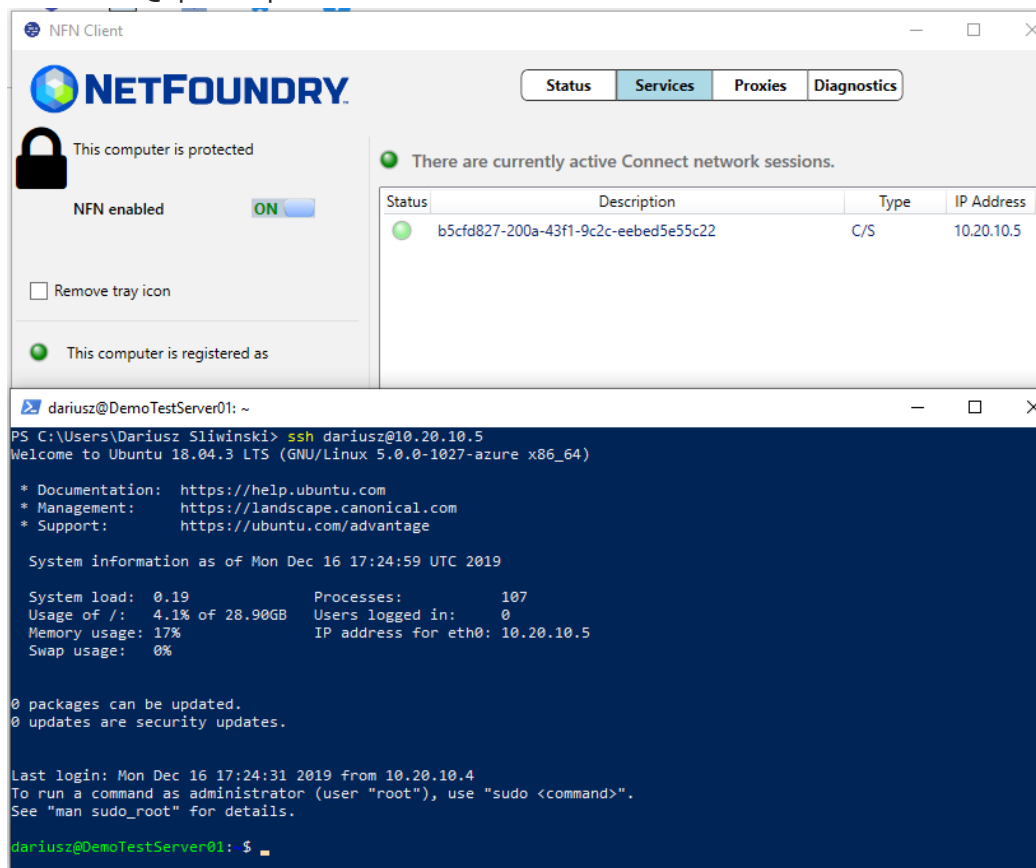 NFN Client
NETFOUNDRY
Status Services Proxies Diagnostics
This computer is protected
There are currently active Connect network sessions.
NFN enabled ON
Status Description Type IP Address
b5cfd827-200a-43f1-9c2c-eebed5e55c22 C/S 10.20.10.5
Remove tray icon
This computer is registered as
dariusz@DemoTestServer01: ~
PS C:\Users\Dariusz Sliwinski> ssh dariusz@10.20.10.5
Welcome to Ubuntu 18.04.3 LTS (GNU/Linux 5.0.0-1027-azure x86_64)
* Documentation: https://help.ubuntu.com
* Management: https://landscape.canonical.com
* Support: https://ubuntu.com/advantage
System information as of Mon Dec 16 17:24:59 UTC 2019
System load: 0.19 Processes: 107
Usage of /: 4.1% of 28.90GB Users logged in: 0
Memory usage: 17% IP address for eth0: 10.20.10.5
Swap usage: 0%
0 packages can be updated.
0 updates are security updates.
Last login: Mon Dec 16 17:24:31 2019 from 10.20.10.4
To run a command as administrator (user "root"), use "sudo <command>".
See "man sudo_root" for details.
dariusz@DemoTestServer01: $